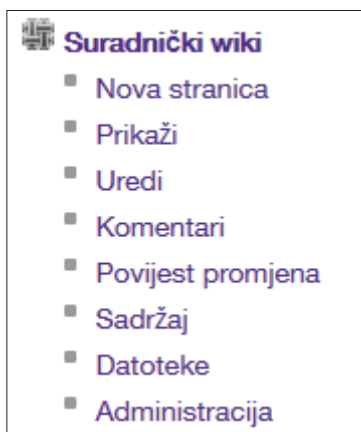 Suradnički wiki
Nova stranica
Prikaži
Uredi
Komentari
Povijest promjena
Sadržaj
Datoteke
Administracija